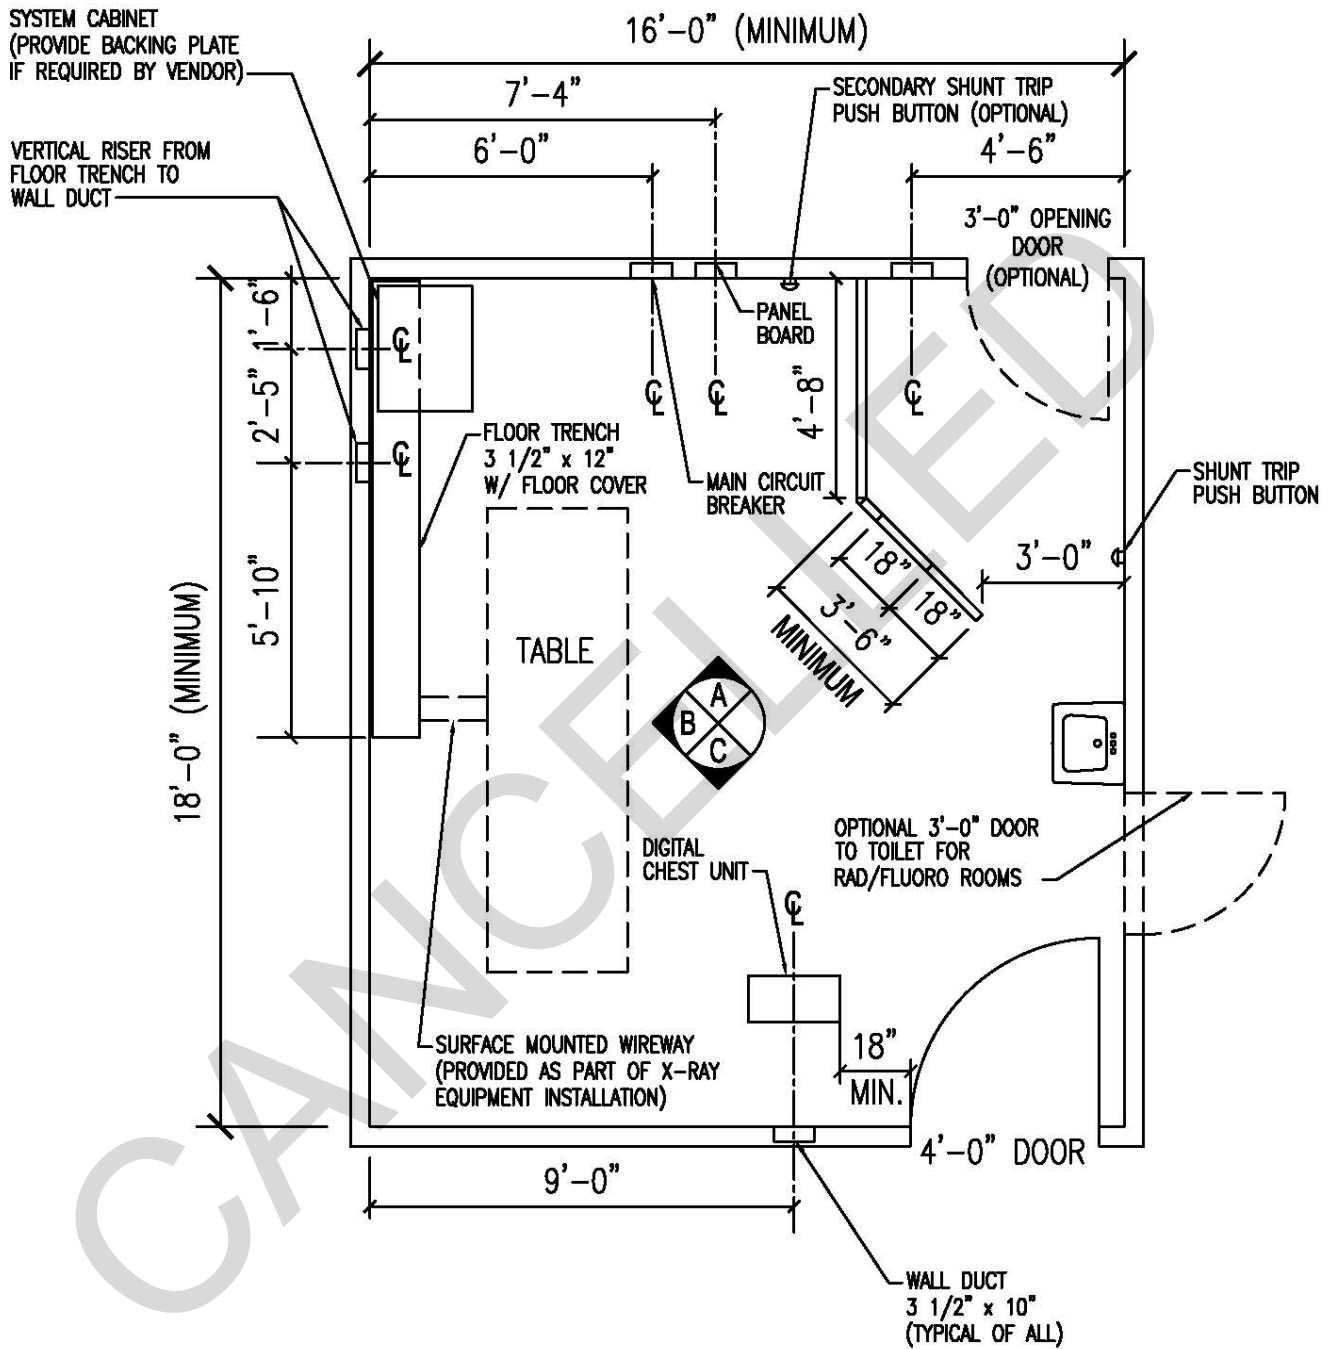 SYSTEM CABINET
(PROVIDE BACKING PLATE
IF REQUIRED BY VENDOR)
16'-0" (MINIMUM)
7'-4"
SECONDARY SHUNT TRIP
PUSH BUTTON (OPTIONAL)
VERTICAL RISER FROM
FLOOR TRENCH TO
WALL DUCT
6'-0"
4'-6"
3'-0" OPENING
DOOR
(OPTIONAL)
1'-6"
CL
PANEL
BOARD
2'-5"
CL
CL
CL
CL
4'-8"
FLOOR TRENCH
3 1/2" x 12"
W/ FLOOR COVER
MAIN CIRCUIT
BREAKER
SHUNT TRIP
PUSH BUTTON
18"
18"
3'-6"
MINIMUM
3'-0"
5'-10"
18'-0" (MINIMUM)
TABLE
A
B
C
OPTIONAL 3'-0" DOOR
TO TOILET FOR
RAD/FLUORO ROOMS
DIGITAL
CHEST UNIT
CL
SURFACE MOUNTED WIREWAY
(PROVIDED AS PART OF X-RAY
EQUIPMENT INSTALLATION)
18"
MIN.
4'-0" DOOR
9'-0"
WALL DUCT
3 1/2" x 10"
(TYPICAL OF ALL)
CANCELLED